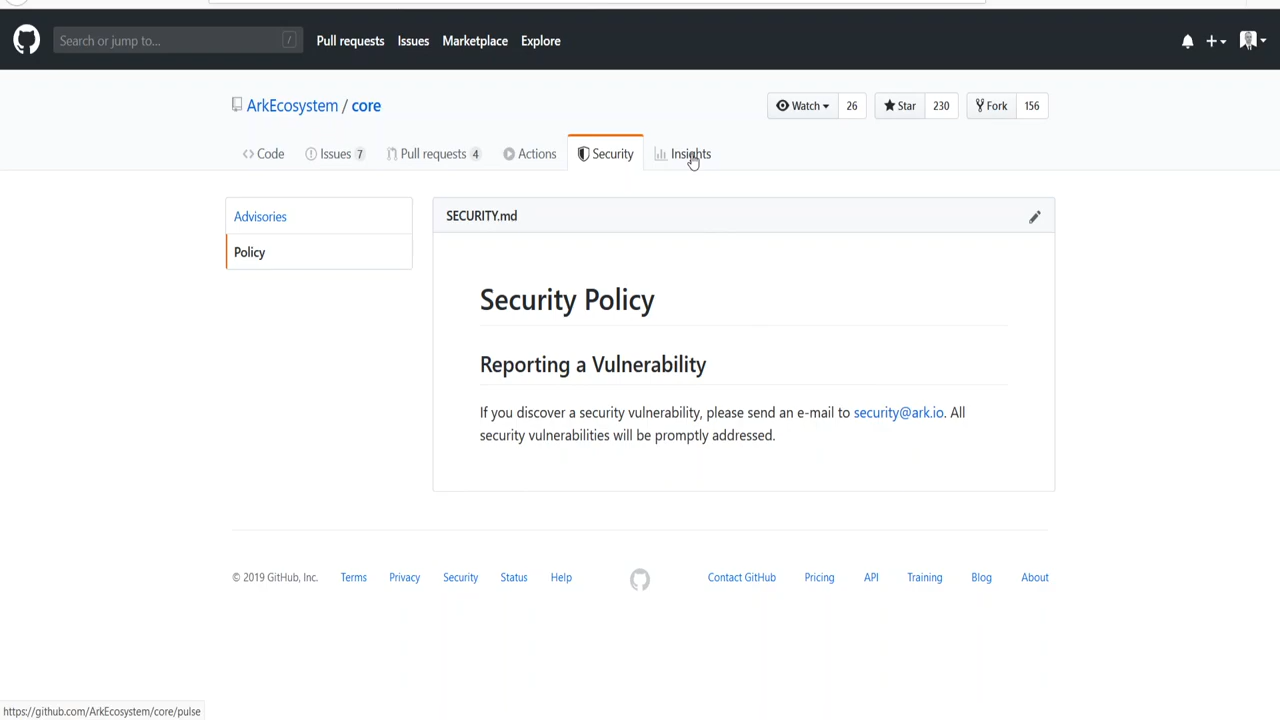 Search or jump to... /
Pull requests Issues Marketplace Explore
ArkEcosystem / core
Watch 26 Star 230 Fork 156
Code Issues 7 Pull requests 4 Actions Security Insights
Advisories
Policy
SECURITY.md
Security Policy
Reporting a Vulnerability
If you discover a security vulnerability, please send an e-mail to security@ark.io. All
security vulnerabilities will be promptly addressed.
© 2019 GitHub, Inc. Terms Privacy Security Status Help Contact GitHub Pricing API Training Blog About
https://github.com/ArkEcosystem/core/pulse